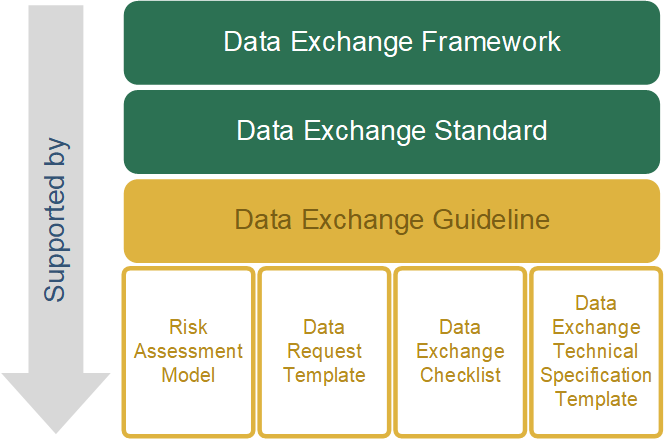 Supported by
Data Exchange Framework
Data Exchange Standard
Data Exchange Guideline
Risk
Assessment
Model
Data
Request
Template
Data
Exchange
Checklist
Data
Exchange
Technical
Specification
Template